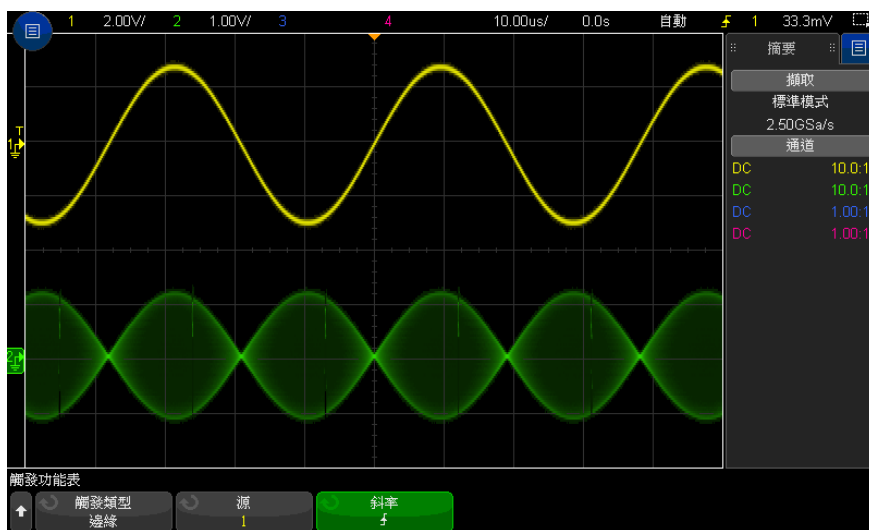 1 2.00V/ 2 1.00V/ 3 4 10.00us/ 0.0s 自動 1 33.3mV
摘要
擷取
標準模式
2.50GSa/s
通道
DC 10.0:1
DC 10.0:1
DC 1.00:1
DC 1.00:1
T
1
2
觸發功能表
觸發類型
邊緣
源
1
斜率